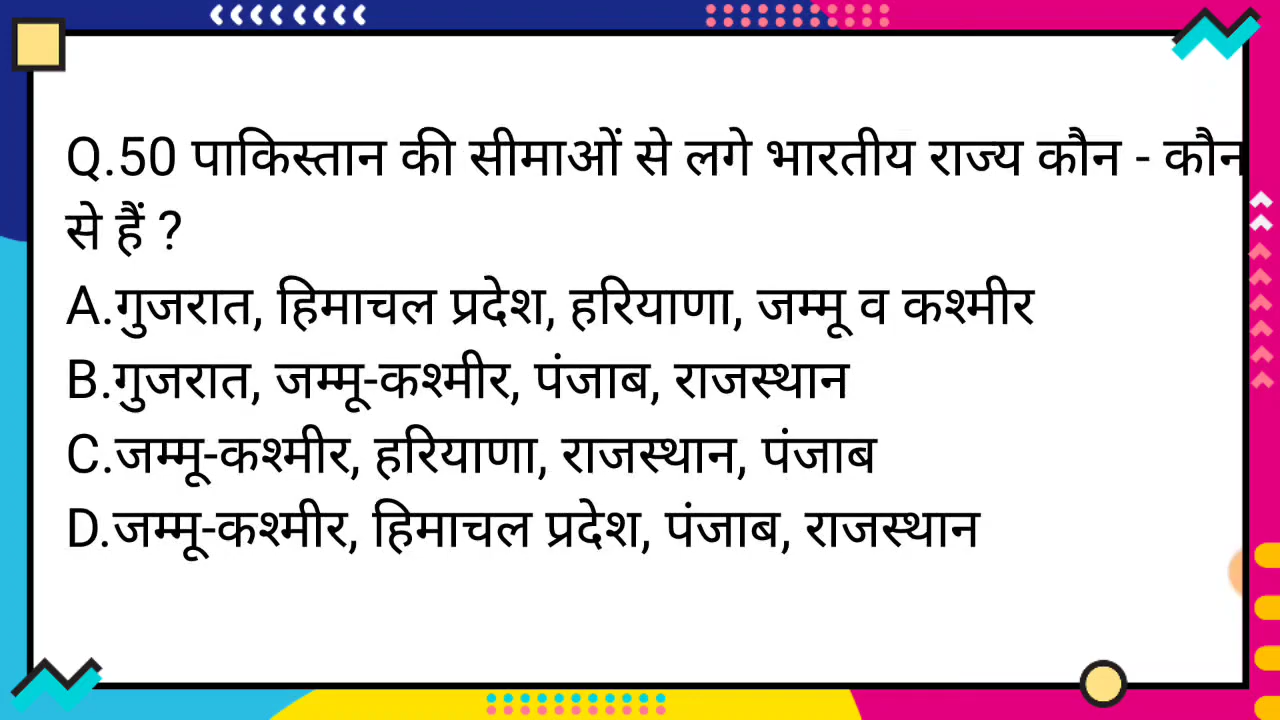 Q.50 पाकिस्तान की सीमाओं से लगे भारतीय राज्य कौन - कौन
से हैं ?
A.गुजरात, हिमाचल प्रदेश, हरियाणा, जम्मू व कश्मीर
B.गुजरात, जम्मू-कश्मीर, पंजाब, राजस्थान
C.जम्मू-कश्मीर, हरियाणा, राजस्थान, पंजाब
D.जम्मू-कश्मीर, हिमाचल प्रदेश, पंजाब, राजस्थान